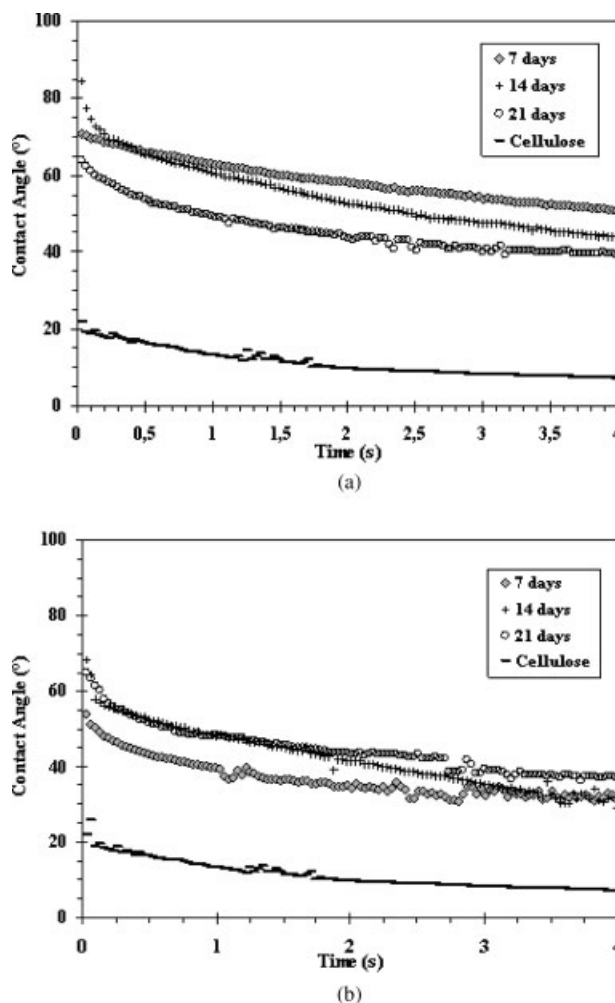 100
80
60
40
20
0
Contact Angle (°)
7 days
14 days
21 days
Cellulose
0 0,5 1 1,5 2 2,5 3 3,5 4
Time (s)
(a)
100
80
60
40
20
0
Contact Angle (°)
7 days
14 days
21 days
Cellulose
0 1 2 3 4
Time (s)
(b)